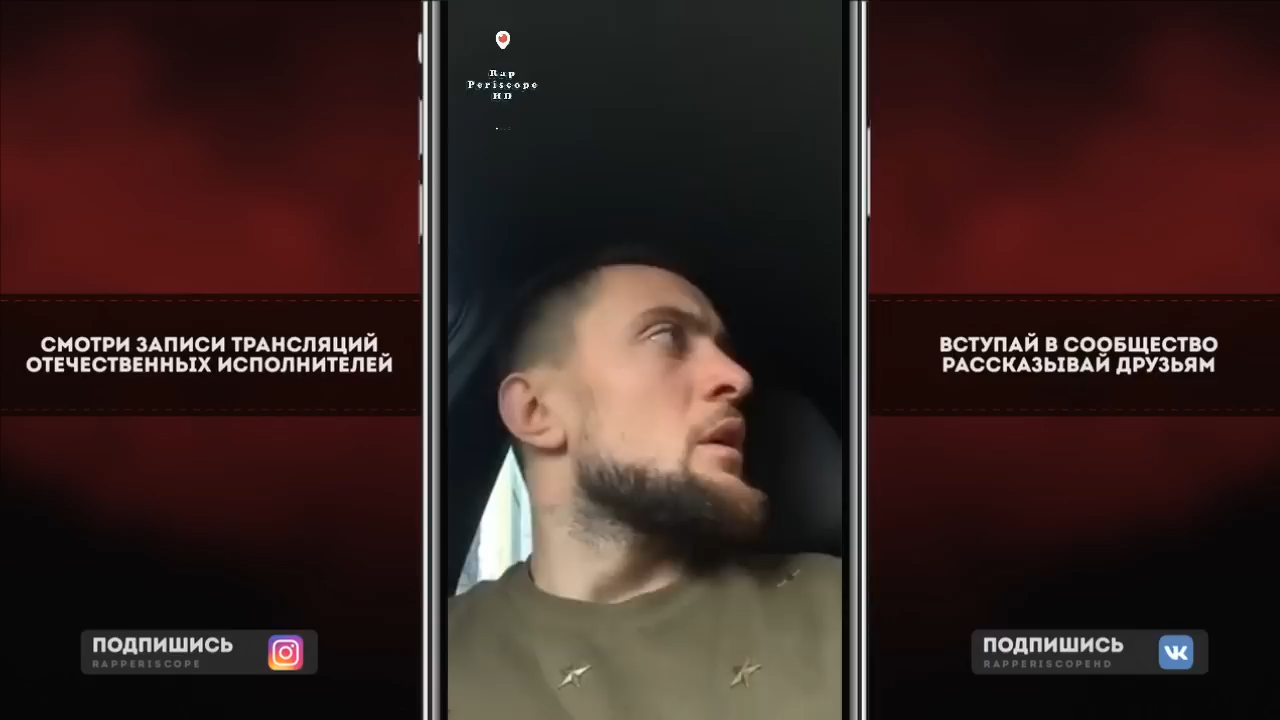 Rap
Periscope
HD
СМОТРИ ЗАПИСИ ТРАНСЛЯЦИЙ
ОТЕЧЕСТВЕННЫХ ИСПОЛНИТЕЛЕЙ
ВСТУПАЙ В СООБЩЕСТВО
РАССКАЗЫВАЙ ДРУЗЬЯМ
ПОДПИШИСЬ
RAPPERISCOPE
ПОДПИШИСЬ
RAPPERISCOPEHD